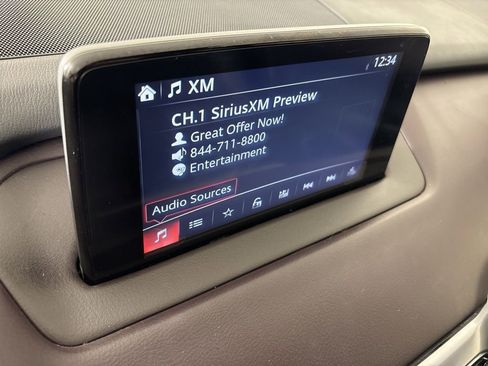 12:34
XM
CH.1 SiriusXM Preview
Great Offer Now!
844-711-8800
Entertainment
Audio Sources